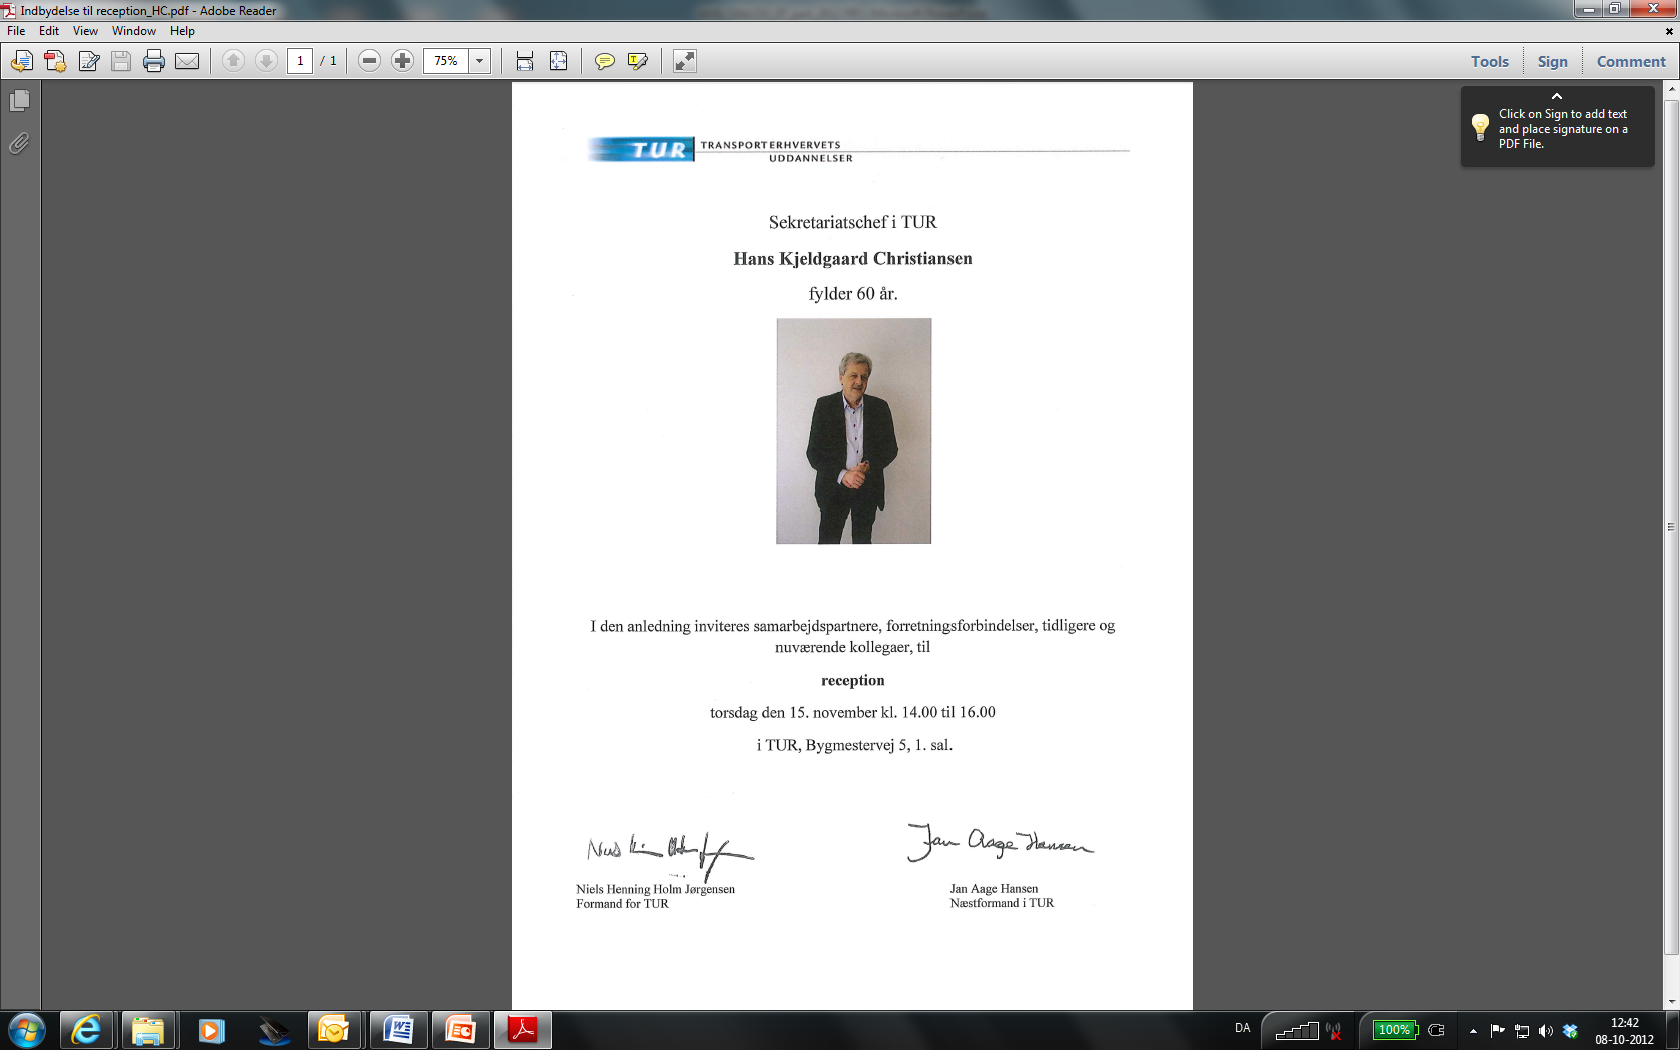 Indbydelse til reception_HC.pdf - Adobe Reader
File Edit View Window Help
1 / 1 75% Tools Sign Comment
Click on Sign to add text
and place signature on a
PDF File.
TUR TRANSPORTERHVERVETS
UDDANNELSER
Sekretariatschef i TUR
Hans Kjeldgaard Christiansen
fylder 60 år.
I den anledning inviteres samarbejdspartnere, forretningsforbindelser, tidligere og
nuværende kollegaer, til
reception
torsdag den 15. november kl. 14.00 til 16.00
i TUR, Bygmestervej 5, 1. sal.
Jan Aage Hansen
Niels Henning Holm Jørgensen
Formand for TUR
Jan Aage Hansen
Næstformand i TUR
DA 100% 12:42
08-10-2012